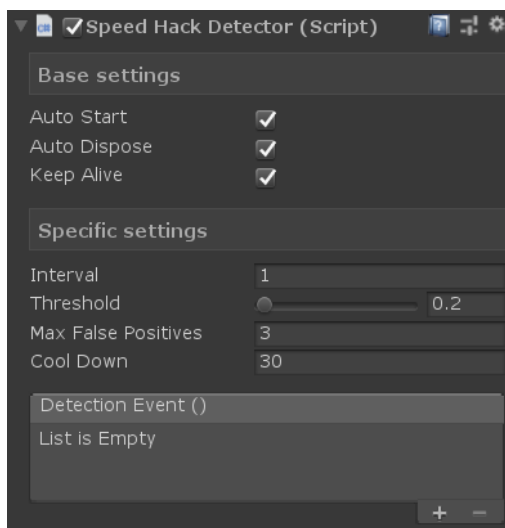 Speed Hack Detector (Script)
Base settings
Auto Start
Auto Dispose
Keep Alive
Specific settings
Interval 1
Threshold 0.2
Max False Positives 3
Cool Down 30
Detection Event ()
List is Empty
+ −